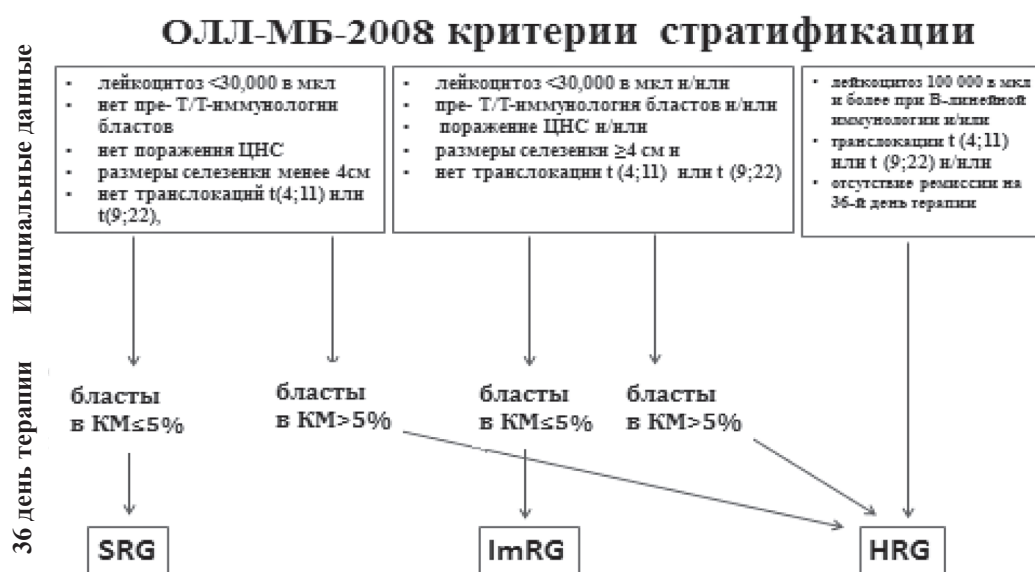 ОЛЛ-МБ-2008 критерии стратификации
Инициальные данные
• лейкоцитоз <30,000 в мкл
• нет пре- Т/Т-иммунологии
бластов
• нет поражения ЦНС
• размеры селезенки менее 4см
• нет транслокаций t(4;11) или
t(9;22),
• лейкоцитоз <30,000 в мкл и/или
• пре- Т/Т-иммунология бластов и/или
• поражение ЦНС и/или
• размеры селезенки ≥4 см и
• нет транслокации t (4;11) или t (9;22)
• лейкоцитоз 100 000 в мкл
и более при В-линейной
иммунологии и/или
• транслокации t (4;11)
или t (9;22) и/или
• отсутствие ремиссии на
36-й день терапии
36 день терапии
бласты
в КМ≤5%
бласты
в КМ>5%
бласты
в КМ≤5%
бласты
в КМ>5%
SRG
ImRG
HRG